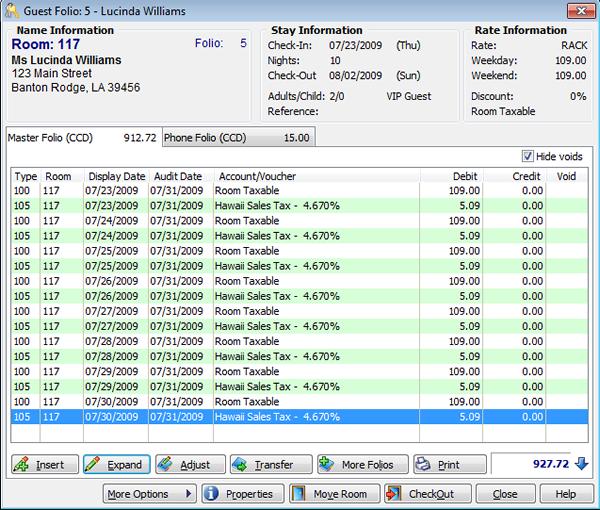 Guest Folio: 5 - Lucinda Williams
Name Information
Room: 117 Folio: 5
Ms Lucinda Williams
123 Main Street
Banton Rodge, LA 39456
Stay Information
Check-In: 07/23/2009 (Thu)
Nights: 10
Check-Out 08/02/2009 (Sun)
Adults/Child: 2/0 VIP Guest
Reference:
Rate Information
Rate: RACK
Weekday: 109.00
Weekend: 109.00
Discount: 0%
Room Taxable
Master Folio (CCD) 912.72 Phone Folio (CCD) 15.00
Hide voids
Type Room Display Date Audit Date Account/Voucher Debit Credit Void
100 117 07/23/2009 07/31/2009 Room Taxable 109.00 0.00
105 117 07/23/2009 07/31/2009 Hawaii Sales Tax - 4.670% 5.09 0.00
100 117 07/24/2009 07/31/2009 Room Taxable 109.00 0.00
105 117 07/24/2009 07/31/2009 Hawaii Sales Tax - 4.670% 5.09 0.00
100 117 07/25/2009 07/31/2009 Room Taxable 109.00 0.00
105 117 07/25/2009 07/31/2009 Hawaii Sales Tax - 4.670% 5.09 0.00
100 117 07/26/2009 07/31/2009 Room Taxable 109.00 0.00
105 117 07/26/2009 07/31/2009 Hawaii Sales Tax - 4.670% 5.09 0.00
100 117 07/27/2009 07/31/2009 Room Taxable 109.00 0.00
105 117 07/27/2009 07/31/2009 Hawaii Sales Tax - 4.670% 5.09 0.00
100 117 07/28/2009 07/31/2009 Room Taxable 109.00 0.00
105 117 07/28/2009 07/31/2009 Hawaii Sales Tax - 4.670% 5.09 0.00
100 117 07/29/2009 07/31/2009 Room Taxable 109.00 0.00
105 117 07/29/2009 07/31/2009 Hawaii Sales Tax - 4.670% 5.09 0.00
100 117 07/30/2009 07/31/2009 Room Taxable 109.00 0.00
105 117 07/30/2009 07/31/2009 Hawaii Sales Tax - 4.670% 5.09 0.00
Insert Expand Adjust Transfer More Folios Print 927.72
More Options Properties Move Room CheckOut Close Help